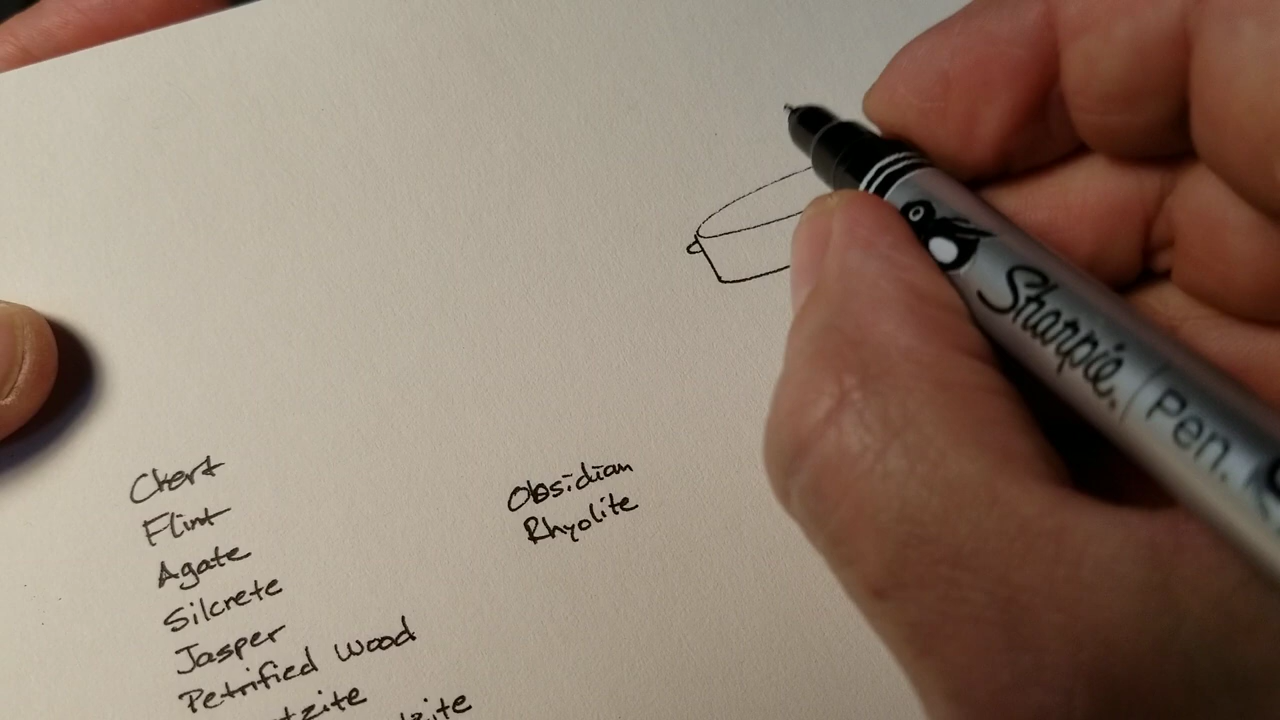 Sharpie. Pen.
Chert
Flint
Agate
Silcrete
Jasper
Petrified Wood
Obsidian
Rhyolite